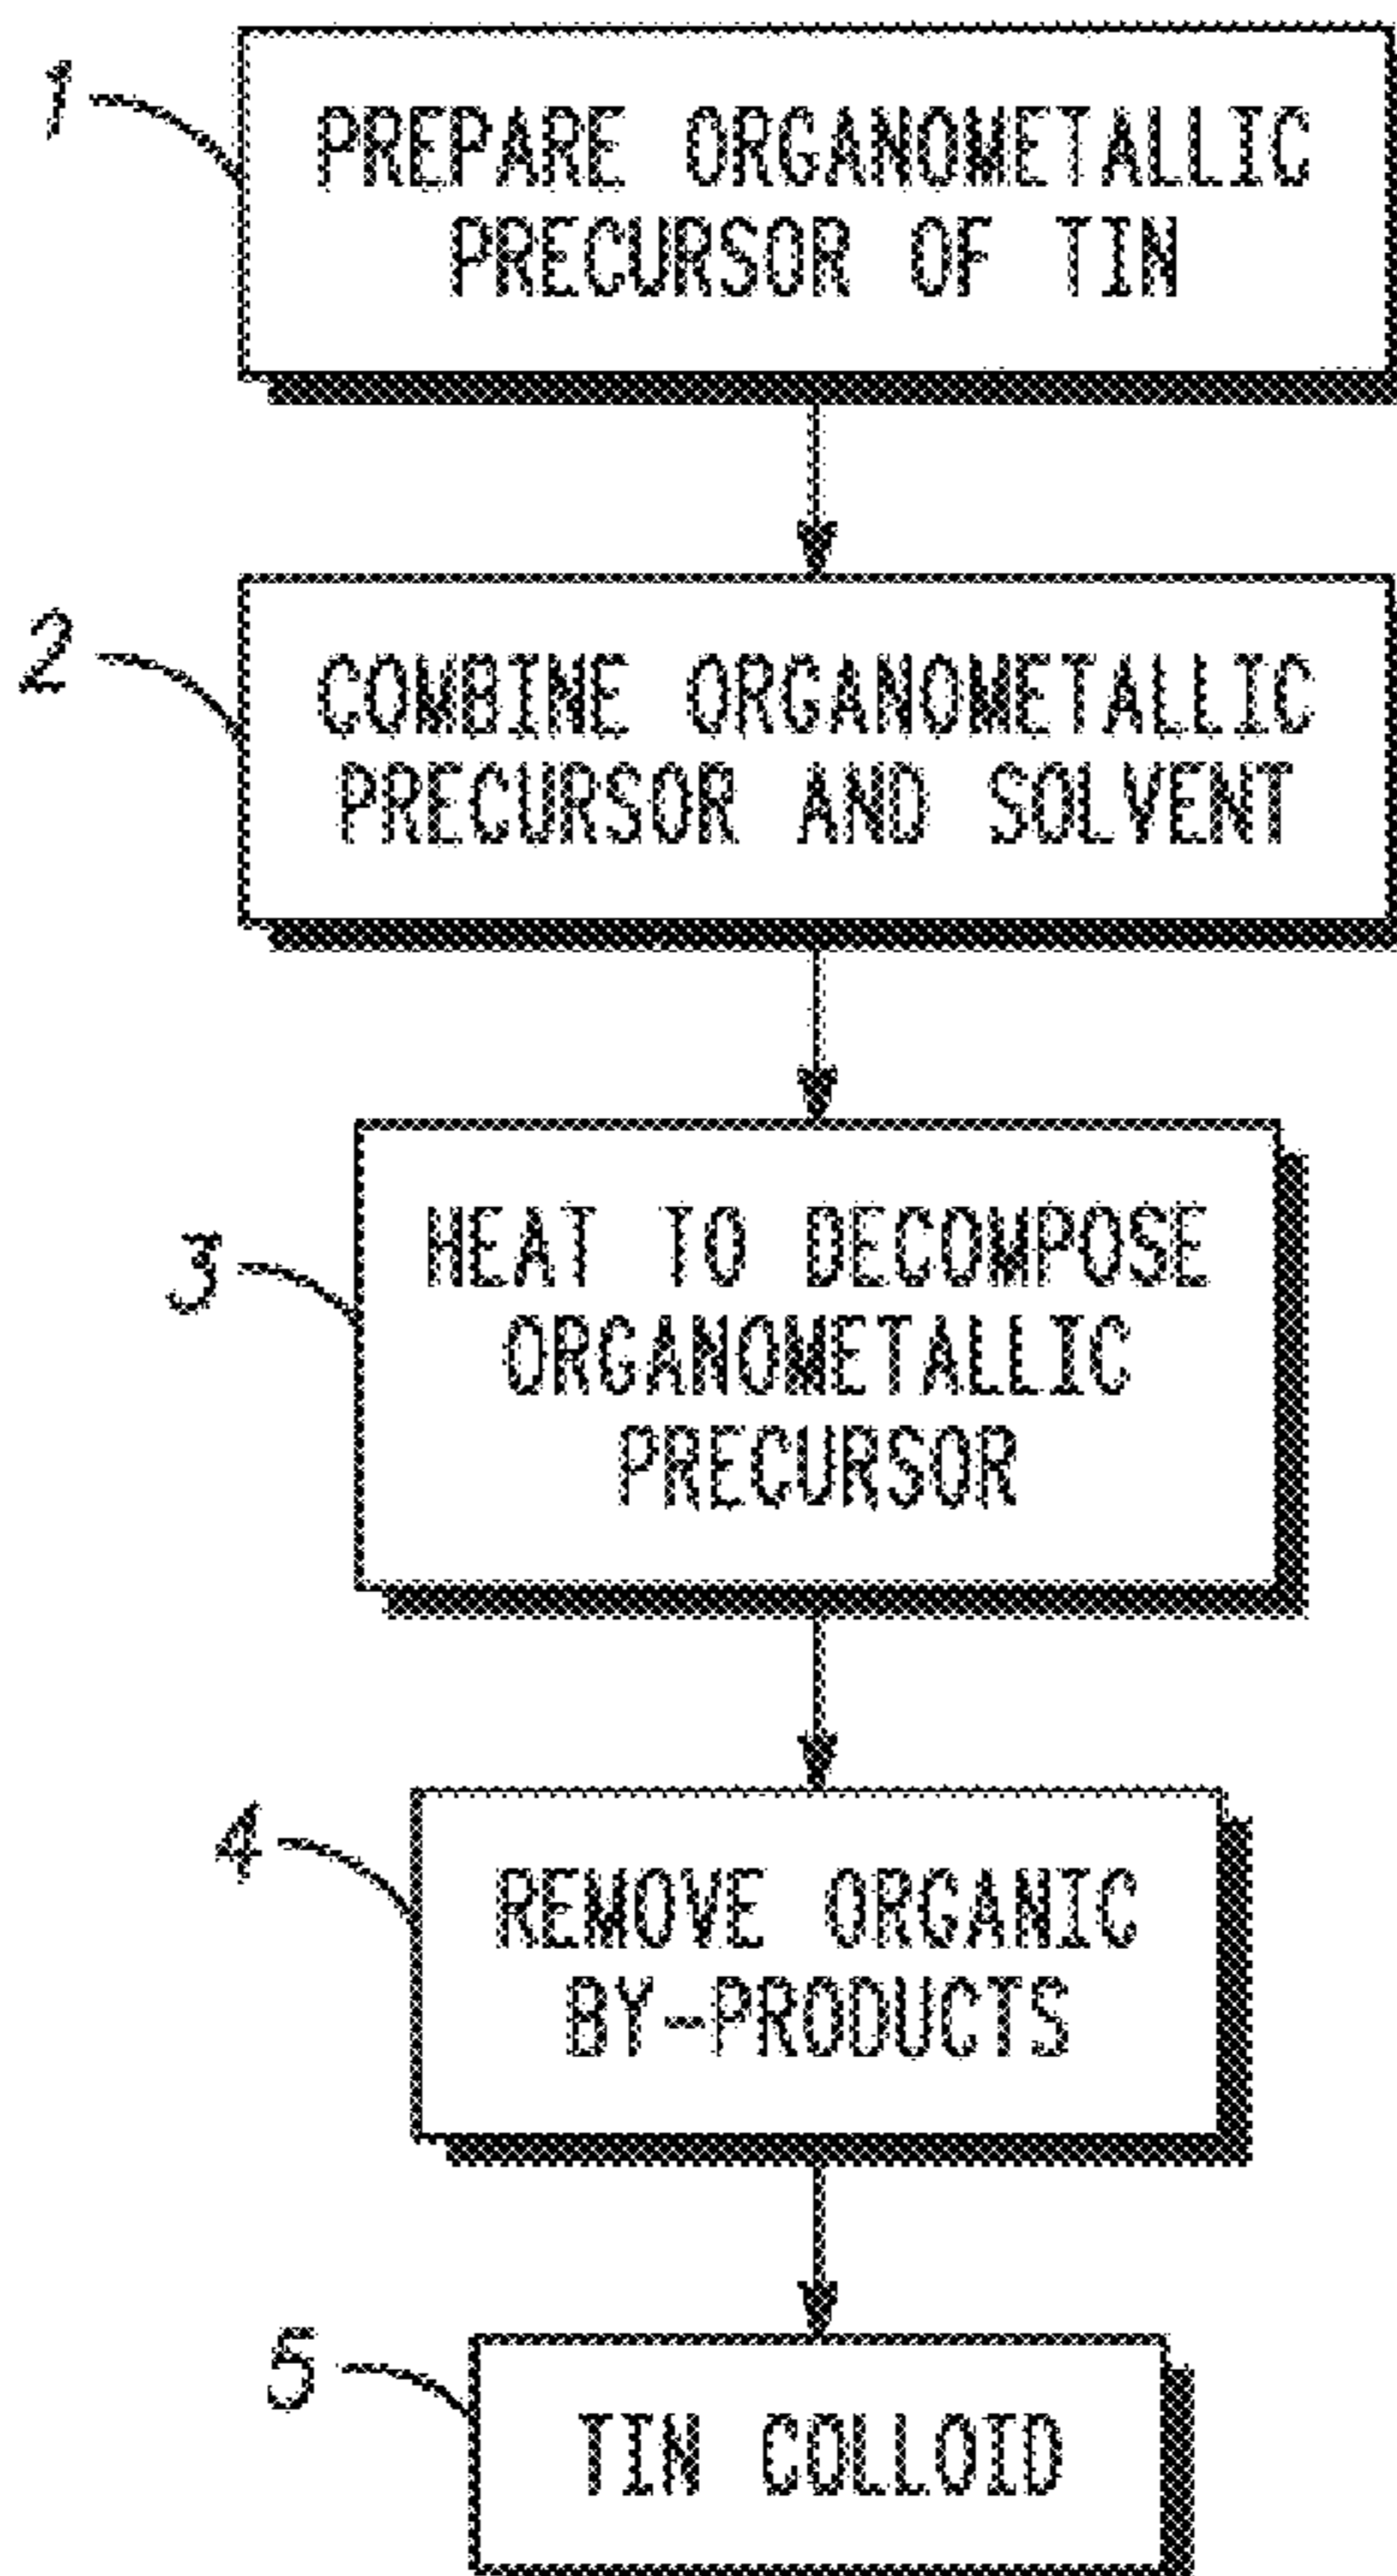 1
PREPARE ORGANOMETALLIC
PRECURSOR OF TIN
2
COMBINE ORGANOMETALLIC
PRECURSOR AND SOLVENT
3
HEAT TO DECOMPOSE
ORGANOMETALLIC
PRECURSOR
4
REMOVE ORGANIC
BY-PRODUCTS
5
TIN COLLOID